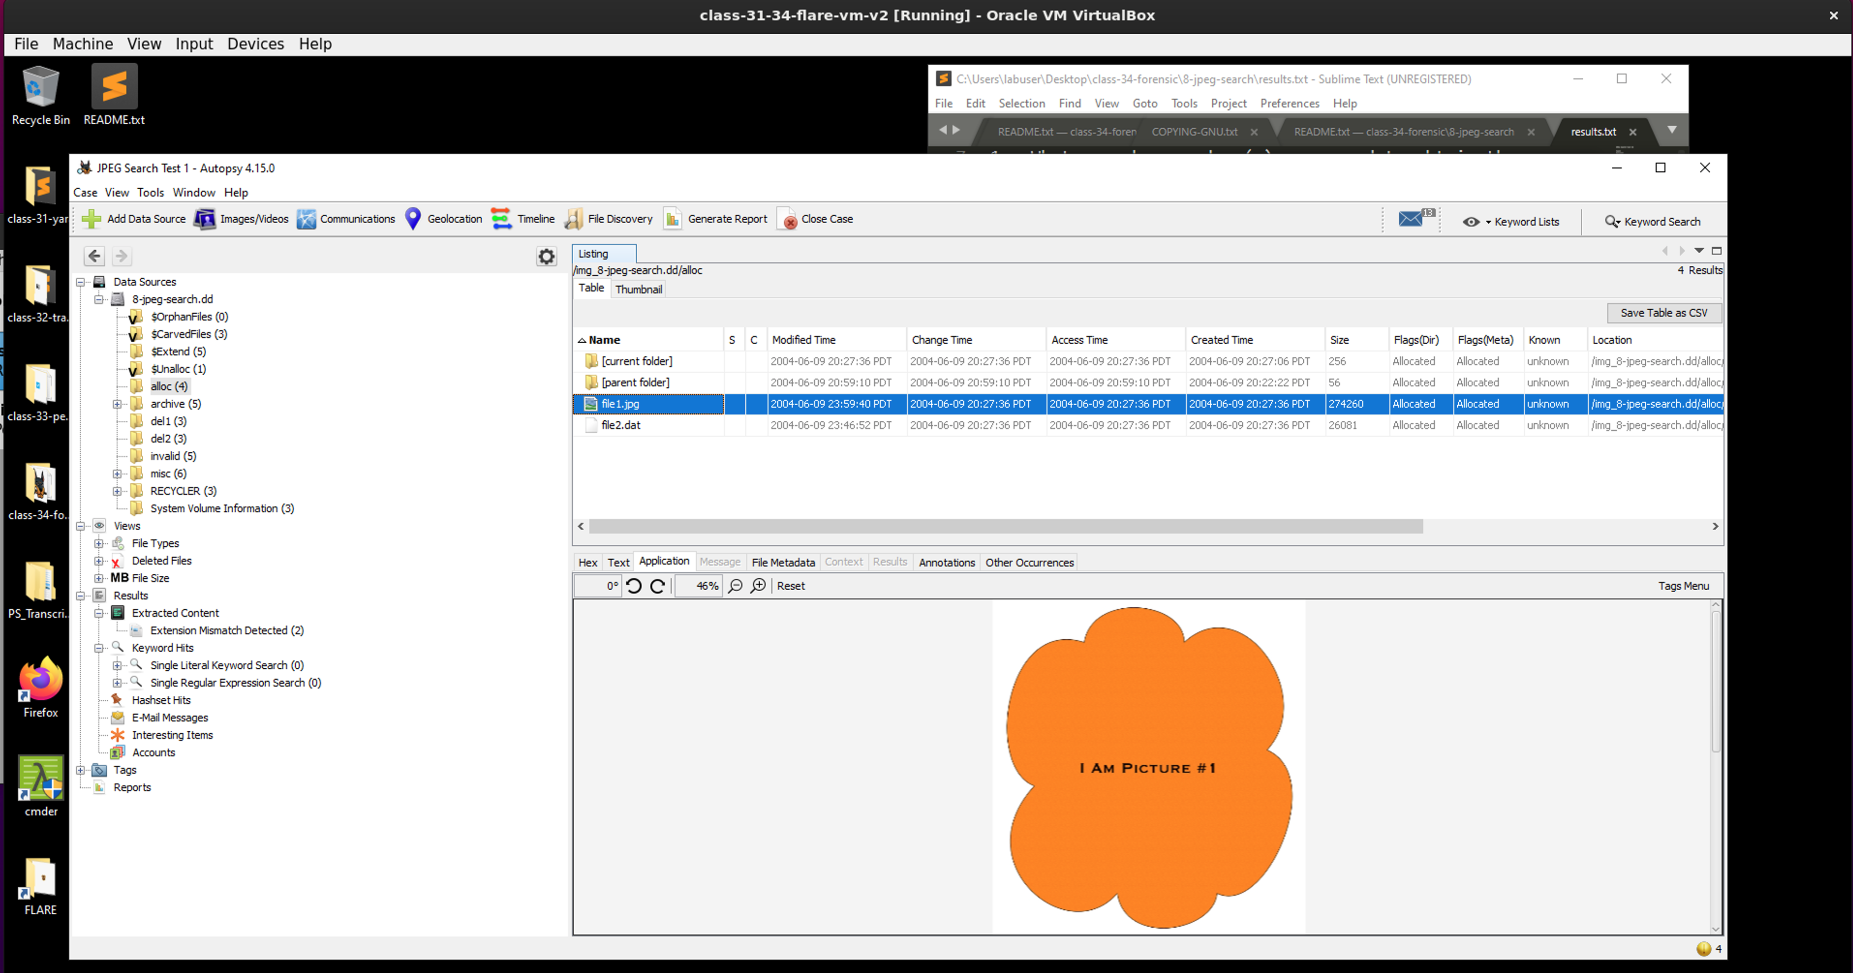 class-31-34-flare-vm-v2 [Running] - Oracle VM VirtualBox
File Machine View Input Devices Help
Recycle Bin
README.txt
C:\Users\labuser\Desktop\class-34-forensic\8-jpeg-search\results.txt - Sublime Text (UNREGISTERED)
File Edit Selection Find View Goto Tools Project Preferences Help
README.txt — class-34-foren COPYING-GNU.txt README.txt — class-34-forensic\8-jpeg-search results.txt
class-31-yar
class-32-tra...
class-33-pe...
class-34-fo...
PS_Transcri...
Firefox
cmder
FLARE
JPEG Search Test 1 - Autopsy 4.15.0
Case View Tools Window Help
Add Data Source Images/Videos Communications Geolocation Timeline File Discovery Generate Report Close Case 13 Keyword Lists Keyword Search
Data Sources
8-jpeg-search.dd
$OrphanFiles (0)
$CarvedFiles (3)
$Extend (5)
$Unalloc (1)
alloc (4)
archive (5)
del1 (3)
del2 (3)
invalid (5)
misc (6)
RECYCLER (3)
System Volume Information (3)
Views
File Types
Deleted Files
MB File Size
Results
Extracted Content
Extension Mismatch Detected (2)
Keyword Hits
Single Literal Keyword Search (0)
Single Regular Expression Search (0)
Hashset Hits
E-Mail Messages
Interesting Items
Accounts
Tags
Reports
Listing
/img_8-jpeg-search.dd/alloc
4 Results
Table Thumbnail
Save Table as CSV
Name S C Modified Time Change Time Access Time Created Time Size Flags(Dir) Flags(Meta) Known Location
[current folder] 2004-06-09 20:27:36 PDT 2004-06-09 20:27:36 PDT 2004-06-09 20:27:36 PDT 2004-06-09 20:27:06 PDT 256 Allocated Allocated unknown /img_8-jpeg-search.dd/alloc/
[parent folder] 2004-06-09 20:59:10 PDT 2004-06-09 20:59:10 PDT 2004-06-09 20:59:10 PDT 2004-06-09 20:22:22 PDT 56 Allocated Allocated unknown /img_8-jpeg-search.dd/alloc/
file1.jpg 2004-06-09 23:59:40 PDT 2004-06-09 20:27:36 PDT 2004-06-09 20:27:36 PDT 2004-06-09 20:27:36 PDT 274260 Allocated Allocated unknown /img_8-jpeg-search.dd/alloc/
file2.dat 2004-06-09 23:46:52 PDT 2004-06-09 20:27:36 PDT 2004-06-09 20:27:36 PDT 2004-06-09 20:27:36 PDT 26081 Allocated Allocated unknown /img_8-jpeg-search.dd/alloc/
Hex Text Application Message File Metadata Context Results Annotations Other Occurrences
0° 46% Reset Tags Menu
I Am Picture #1
4